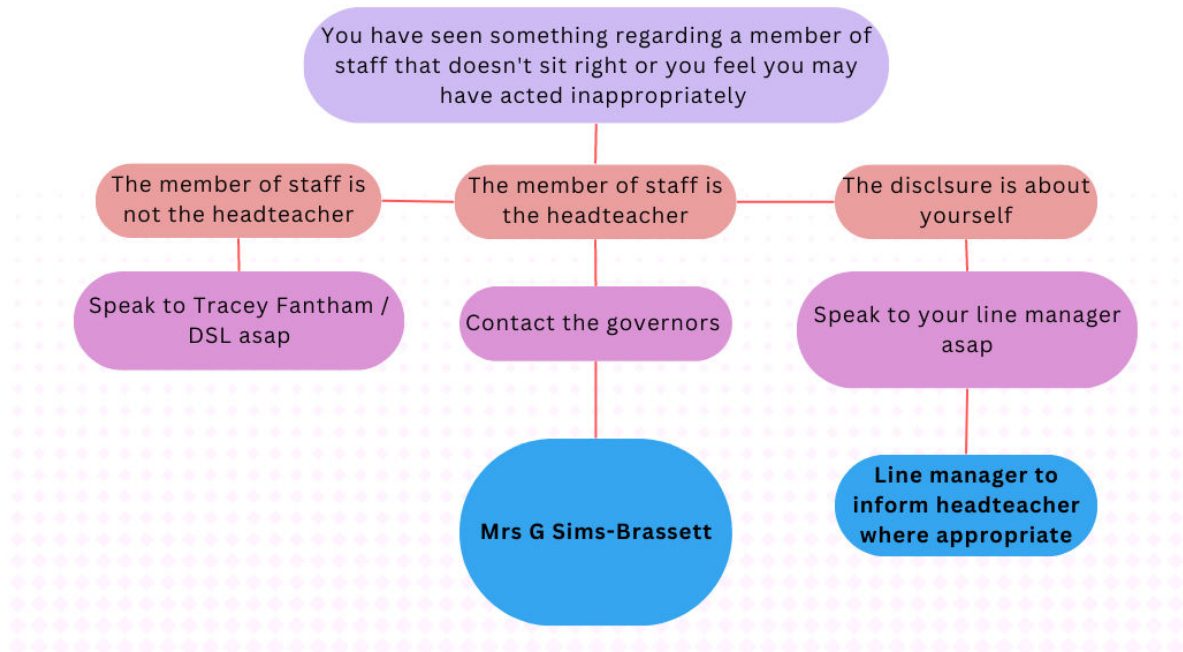 You have seen something regarding a member of
staff that doesn't sit right or you feel you may
have acted inappropriately
The member of staff is
not the headteacher
The member of staff is
the headteacher
The disclsure is about
yourself
Speak to Tracey Fantham /
DSL asap
Contact the governors
Speak to your line manager
asap
Mrs G Sims-Brassett
Line manager to
inform headteacher
where appropriate